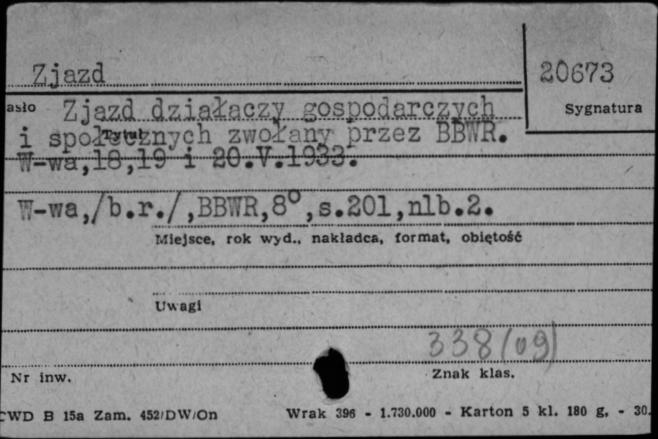 Zjazd
20673
asło Zjazd działaczy gospodarczych
Sygnatura
i społecznych zwołany przez BBWR.
Tytuł
W-wa,18,19 i 20.V.1933.
W-wa,/b.r./,BBWR,8°,s.201,nlb.2.
Miejsce, rok wyd., nakładca, format, objętość
Uwagi
338(09)
Nr inw.
Znak klas.
CWD B 15a Zam. 452/DW/On Wrak 396 - 1.730.000 - Karton 5 kl. 180 g. - 30.